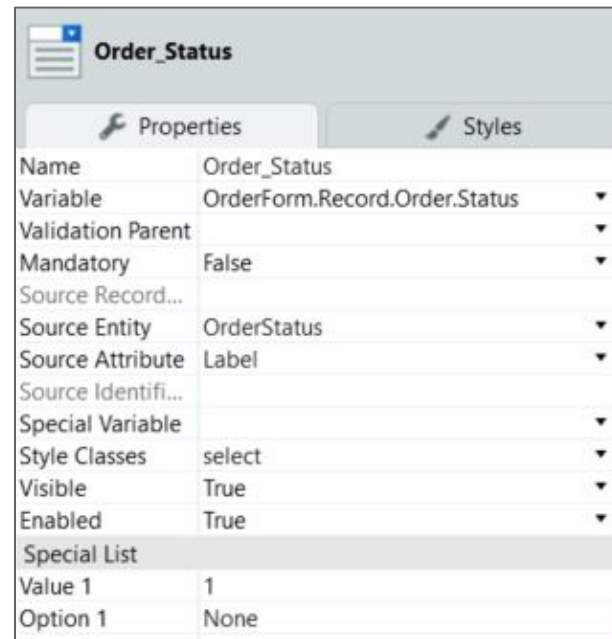 Order_Status
Properties Styles
Name Order_Status
Variable OrderForm.Record.Order.Status
Validation Parent
Mandatory False
Source Record...
Source Entity OrderStatus
Source Attribute Label
Source Identifi...
Special Variable
Style Classes select
Visible True
Enabled True
Special List
Value 1 1
Option 1 None